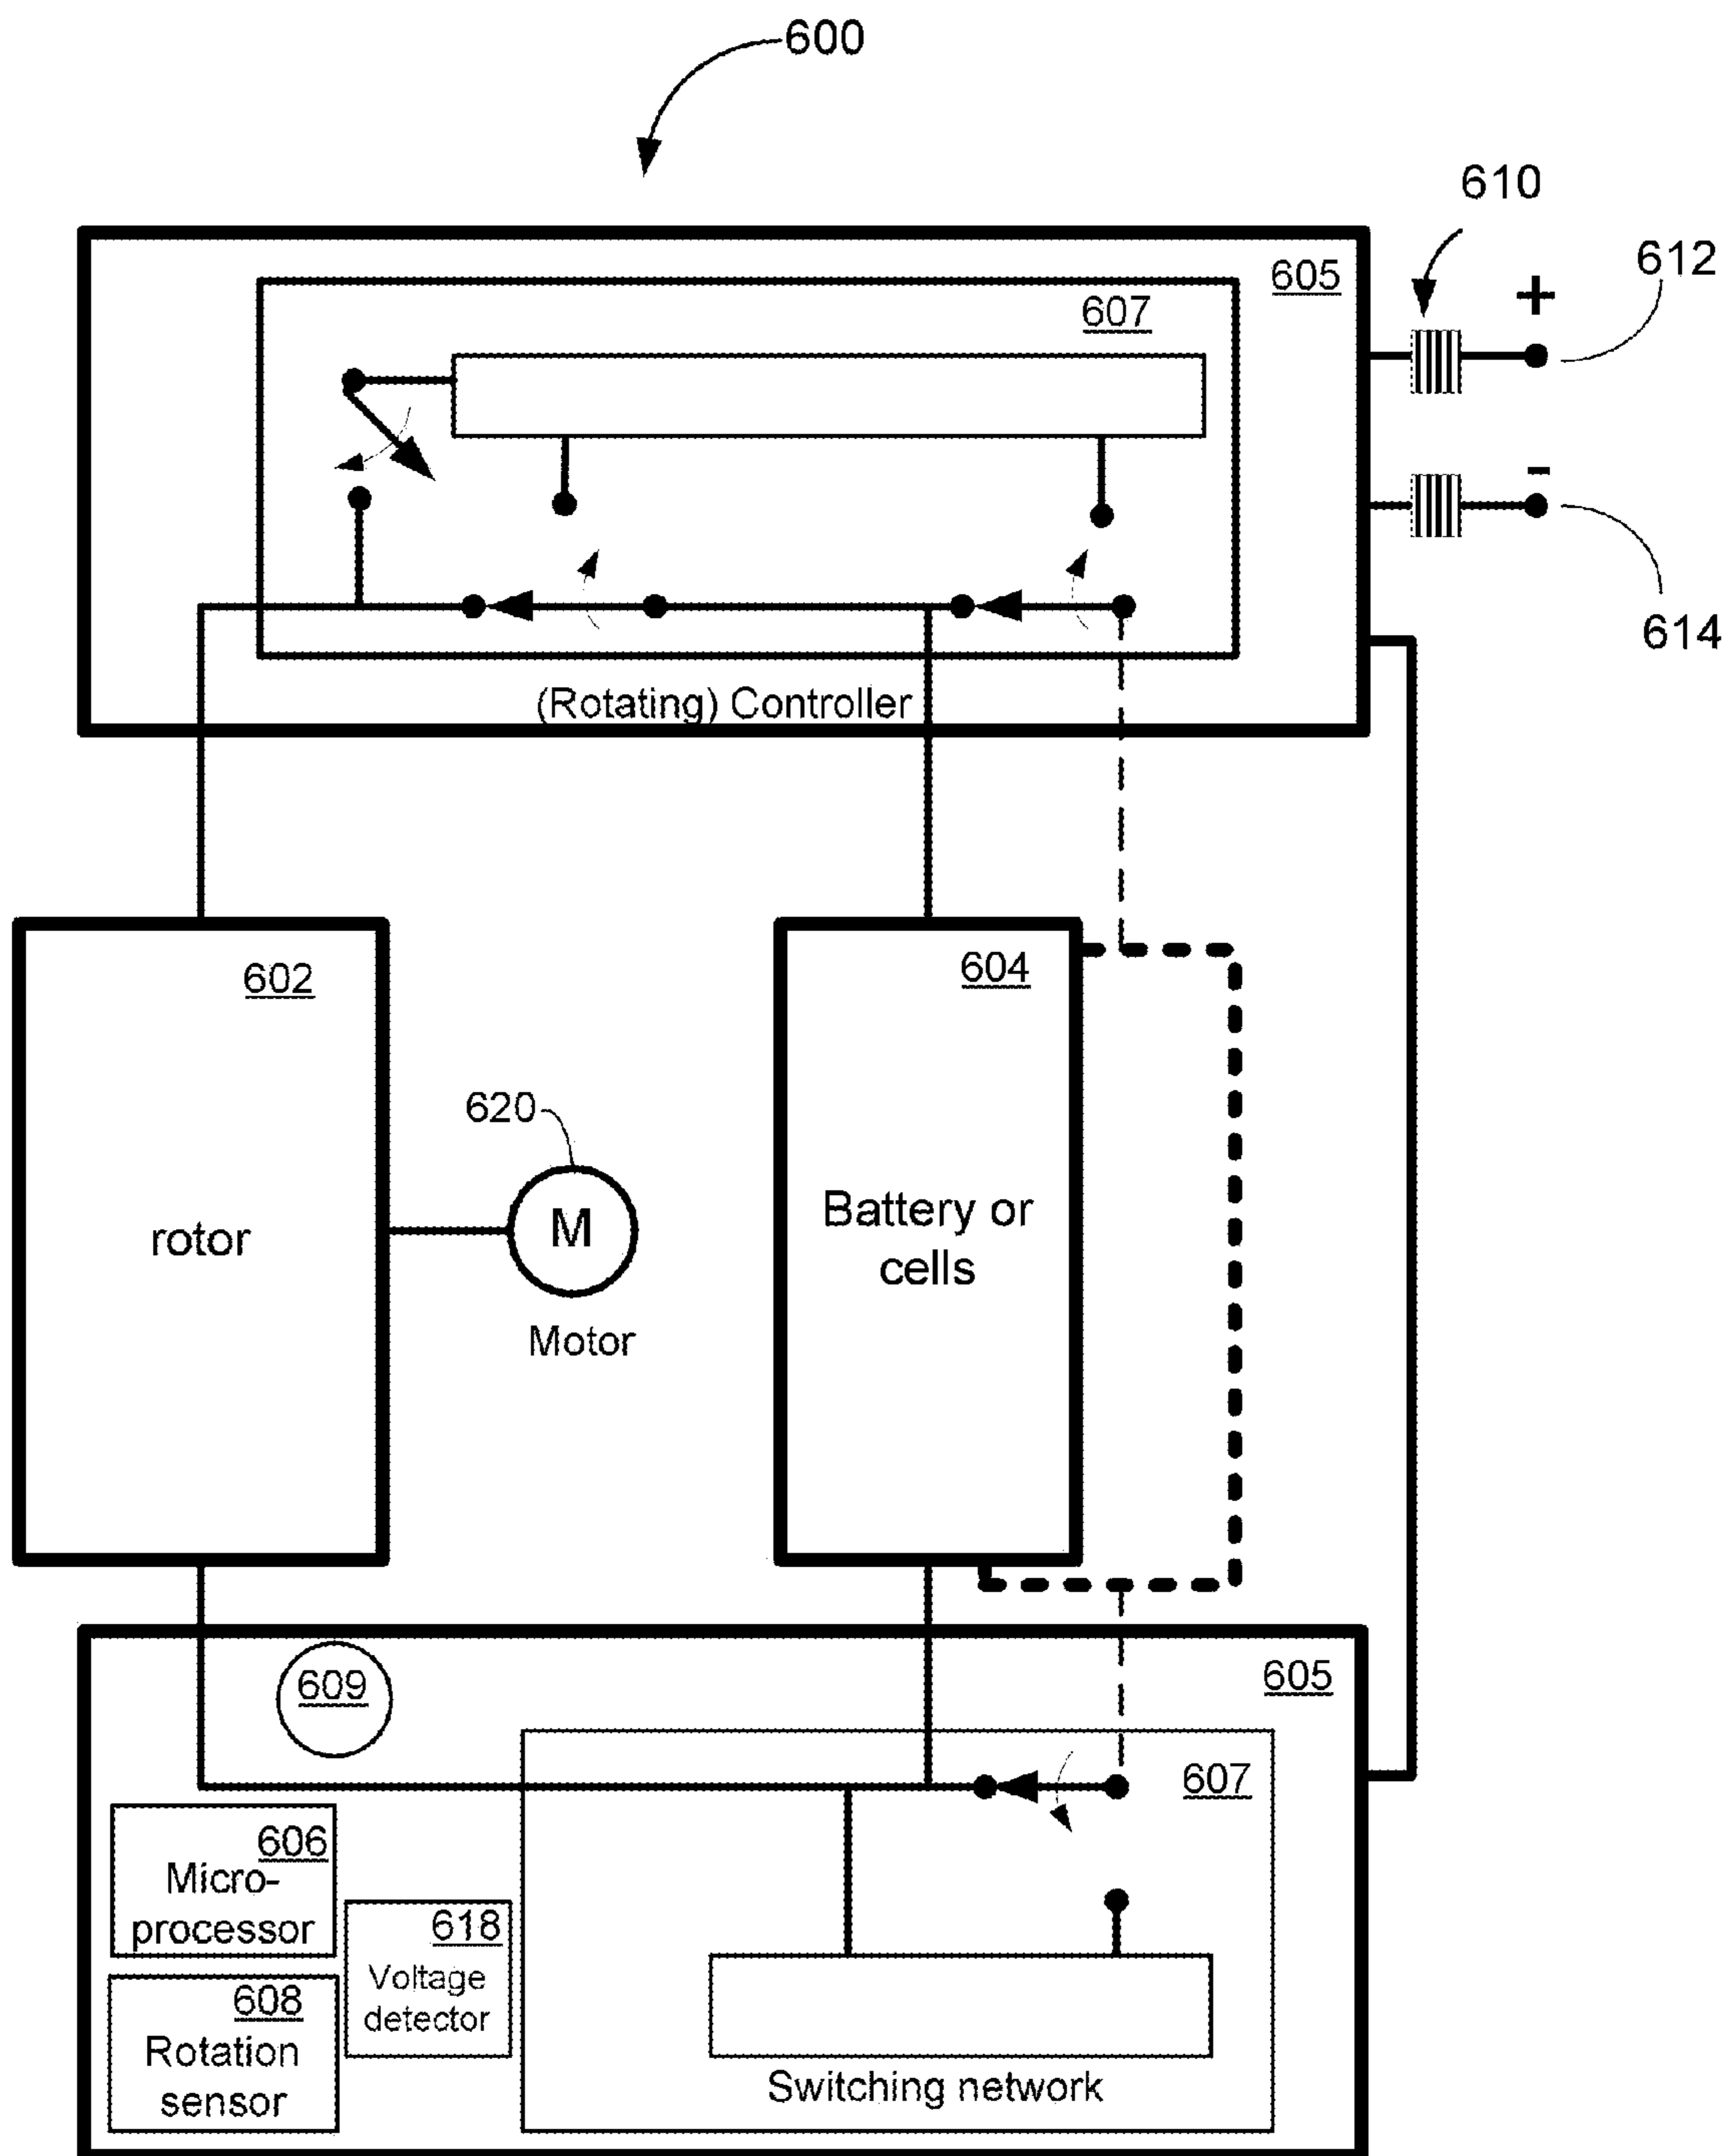 600
610
612
605
+
607
-
614
(Rotating) Controller
602
604
620
M
rotor
Battery or
cells
Motor
609
605
607
606
Micro-
processor
618
Voltage
detector
608
Rotation
sensor
Switching network